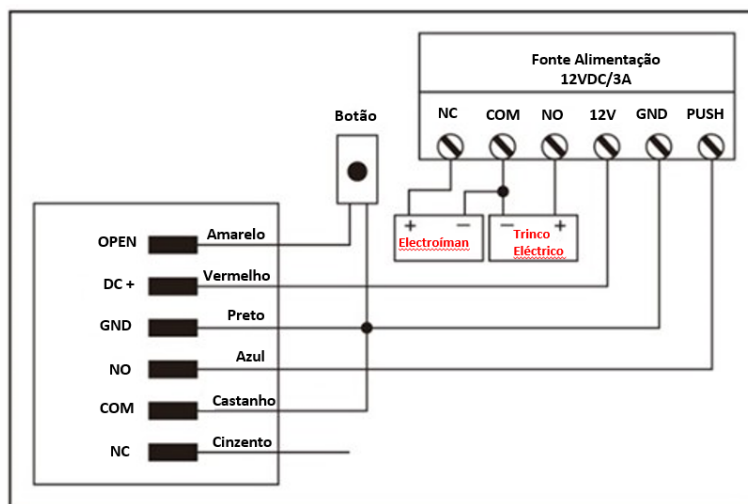 Fonte Alimentação
12VDC/3A
NC COM NO 12V GND PUSH
Botão
+ − − +
Electroíman
Trinco
Eléctrico
OPEN Amarelo
DC + Vermelho
GND Preto
NO Azul
COM Castanho
NC Cinzento